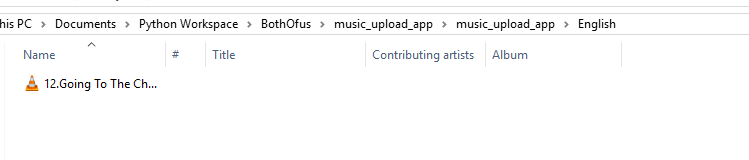 his PC > Documents > Python Workspace > BothOfus > music_upload_app > music_upload_app > English
Name # Title Contributing artists Album
12.Going To The Ch...